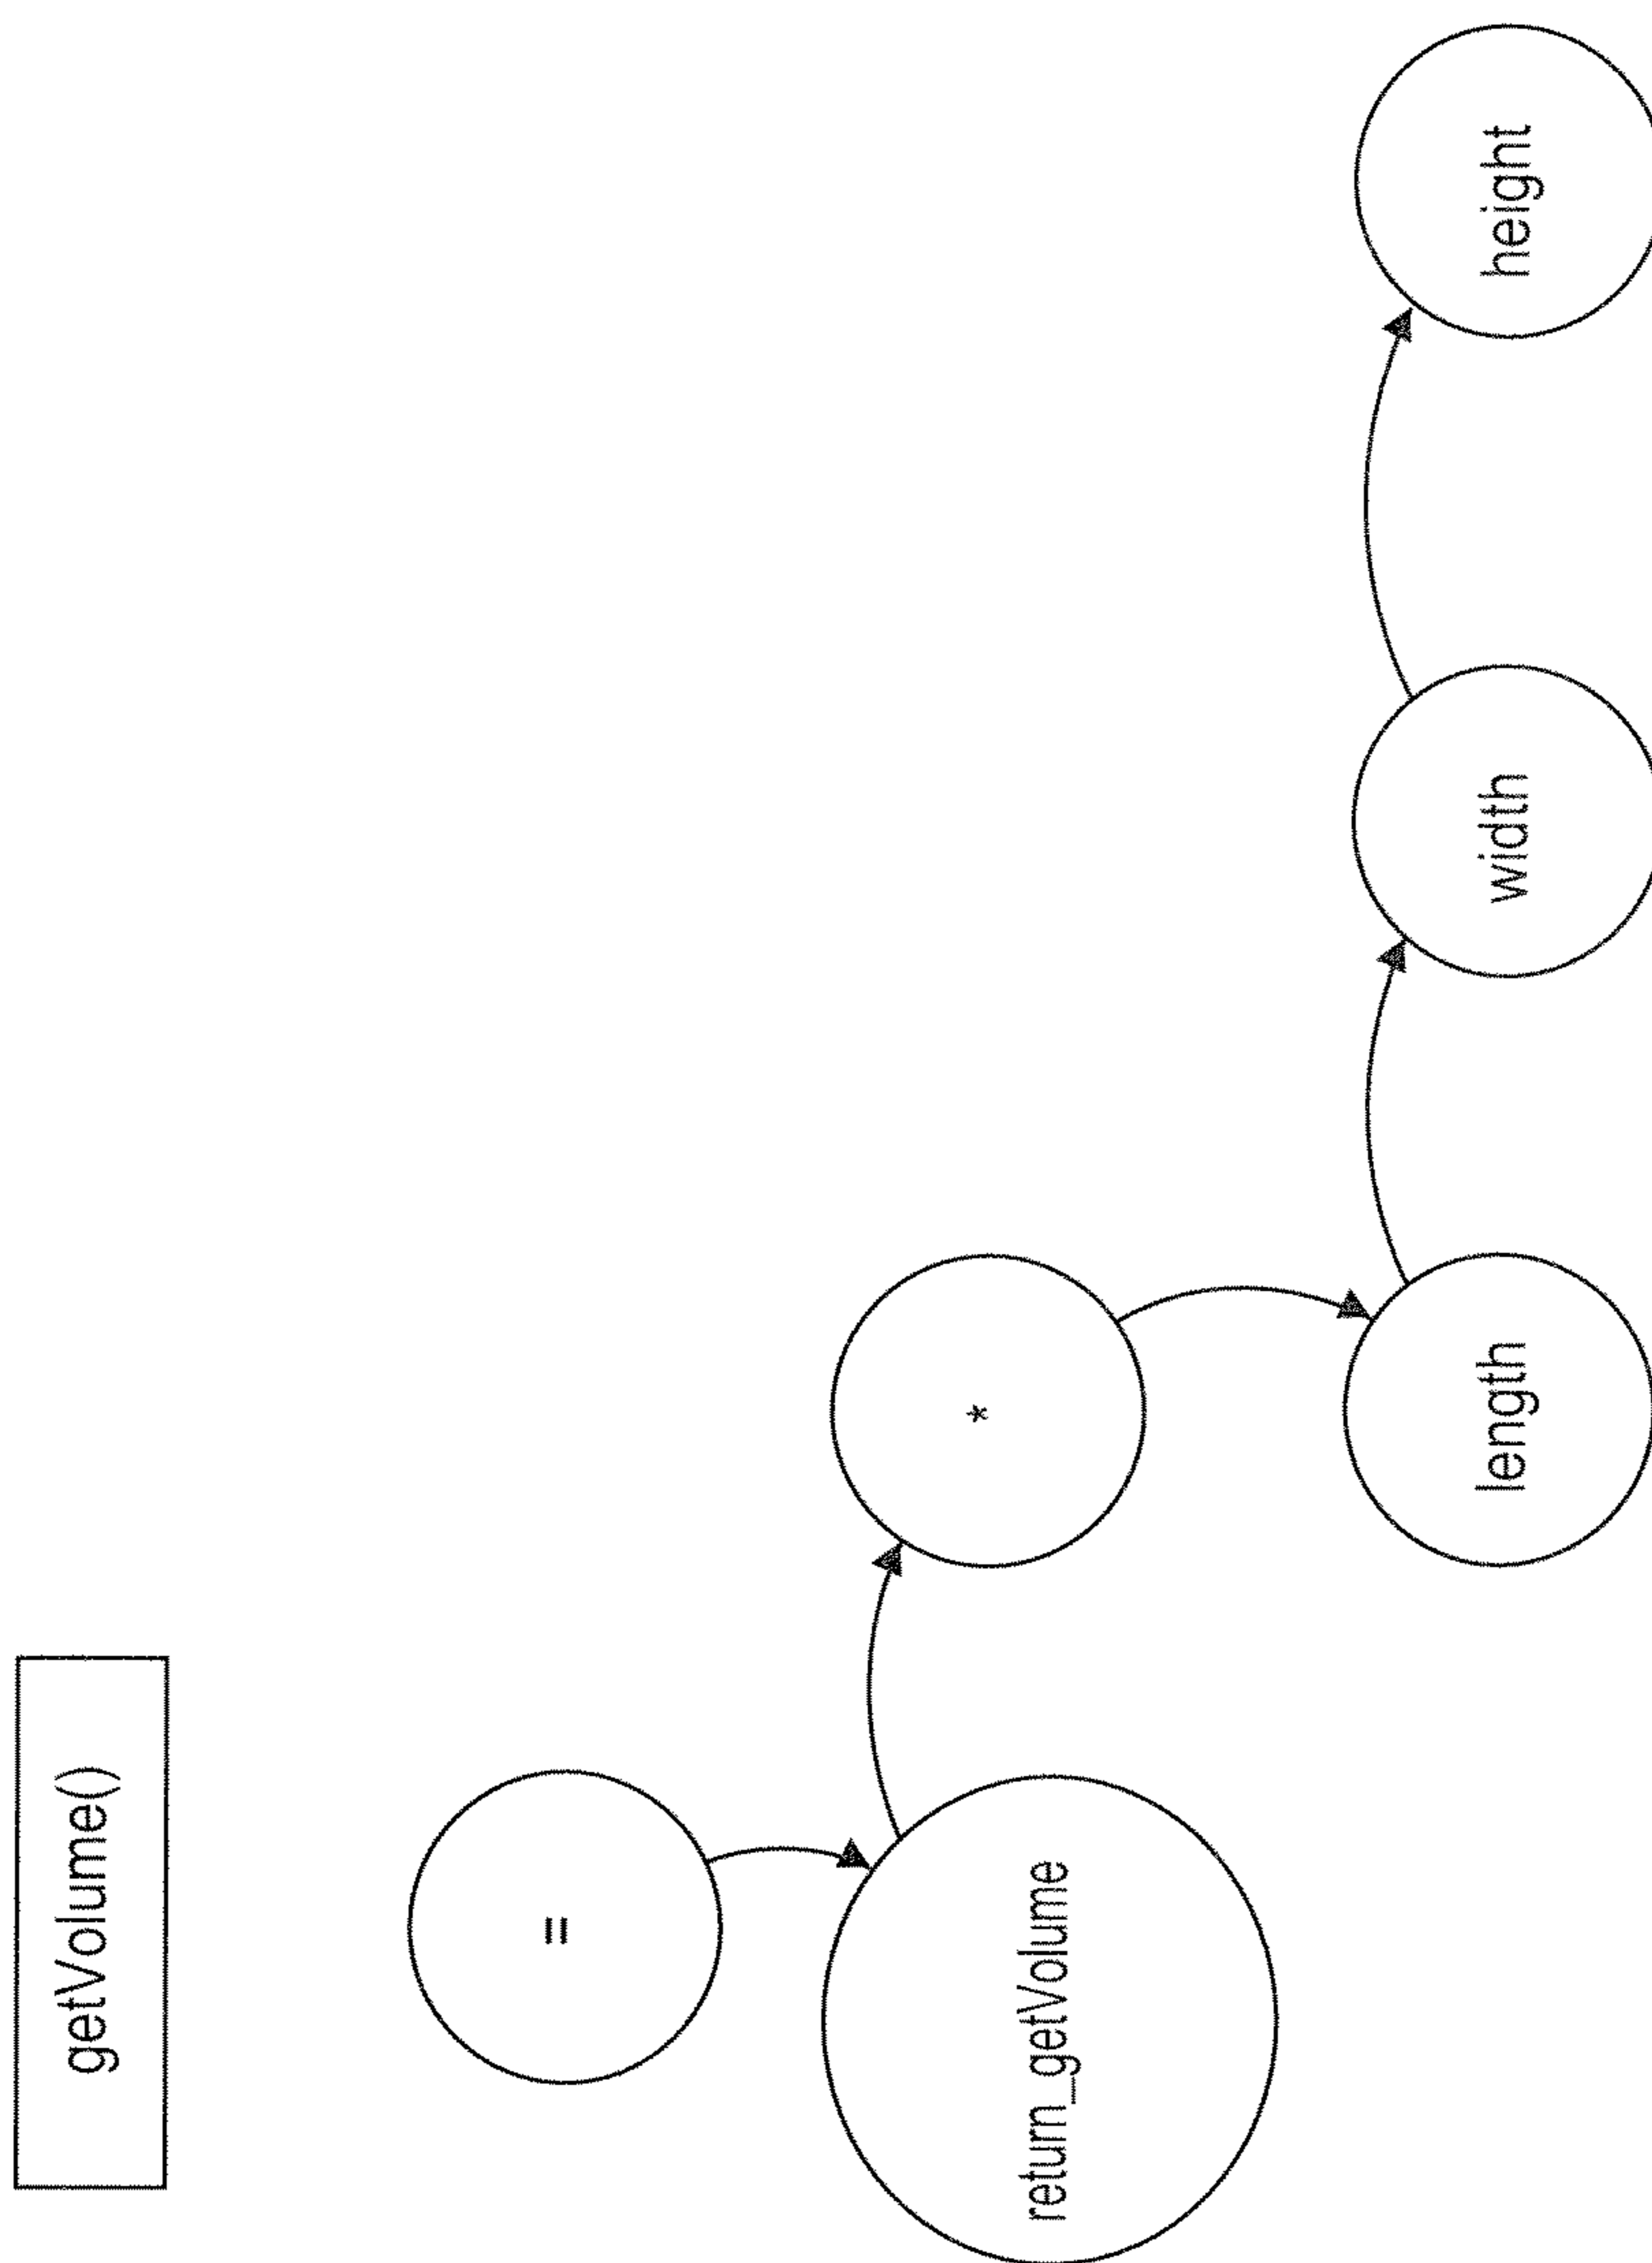 getVolume()
=
return_getVolume
*
length
width
height